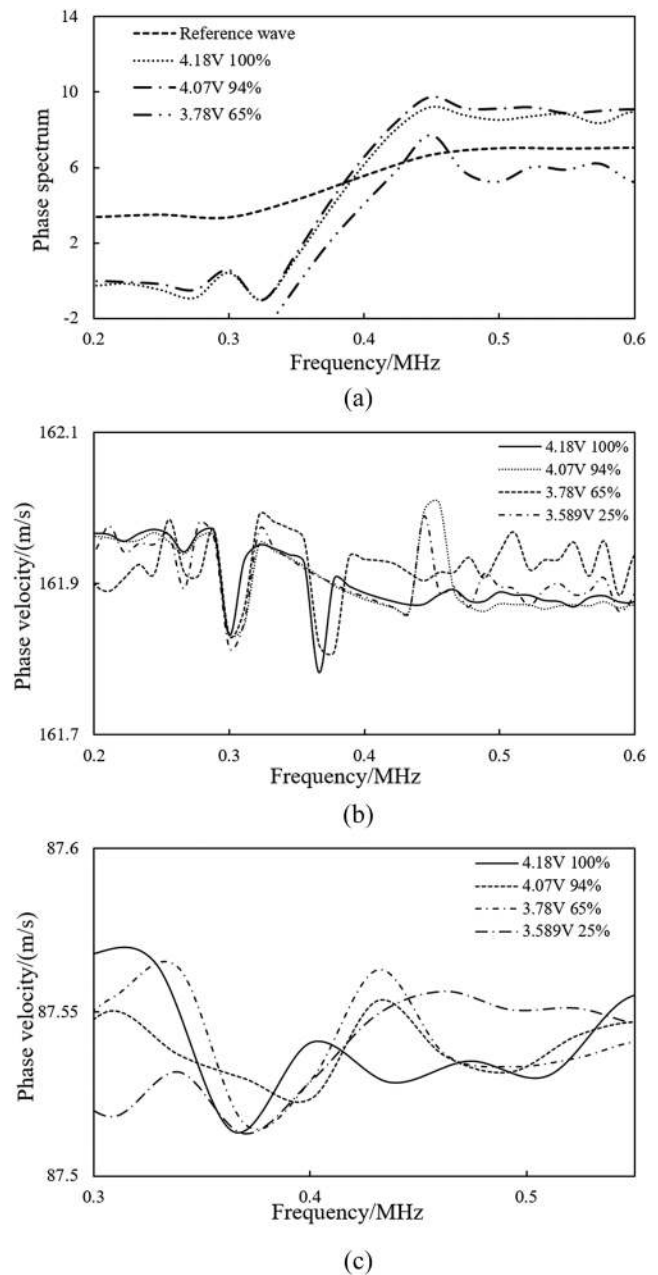 14
10
6
2
-2
Phase spectrum
Reference wave
4.18V 100%
4.07V 94%
3.78V 65%
0.2 0.3 0.4 0.5 0.6
Frequency/MHz
(a)
162.1
161.9
161.7
Phase velocity/(m/s)
4.18V 100%
4.07V 94%
3.78V 65%
3.589V 25%
0.2 0.3 0.4 0.5 0.6
Frequency/MHz
(b)
87.6
87.55
87.5
Phase velocity/(m/s)
4.18V 100%
4.07V 94%
3.78V 65%
3.589V 25%
0.3 0.4 0.5
Frequency/MHz
(c)